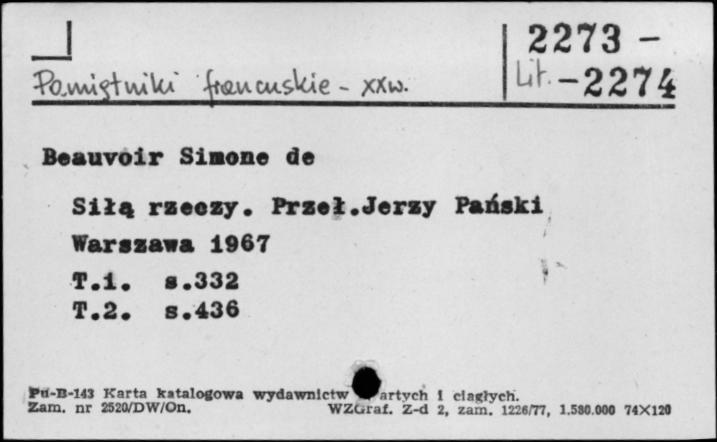 2273 -
Pamiętniki francuskie - XXw.
Lit. -2274
Beauvoir Simone de
Siłą rzeczy. Przeł.Jerzy Pański
Warszawa 1967
T.1. s.332
T.2. s.436
Pu-B-143 Karta katalogowa wydawnictw artych i ciągłych.
Zam. nr 2520/DW/On. WZGraf. Z-d 2, zam. 1226/77, 1.580.000 74X120